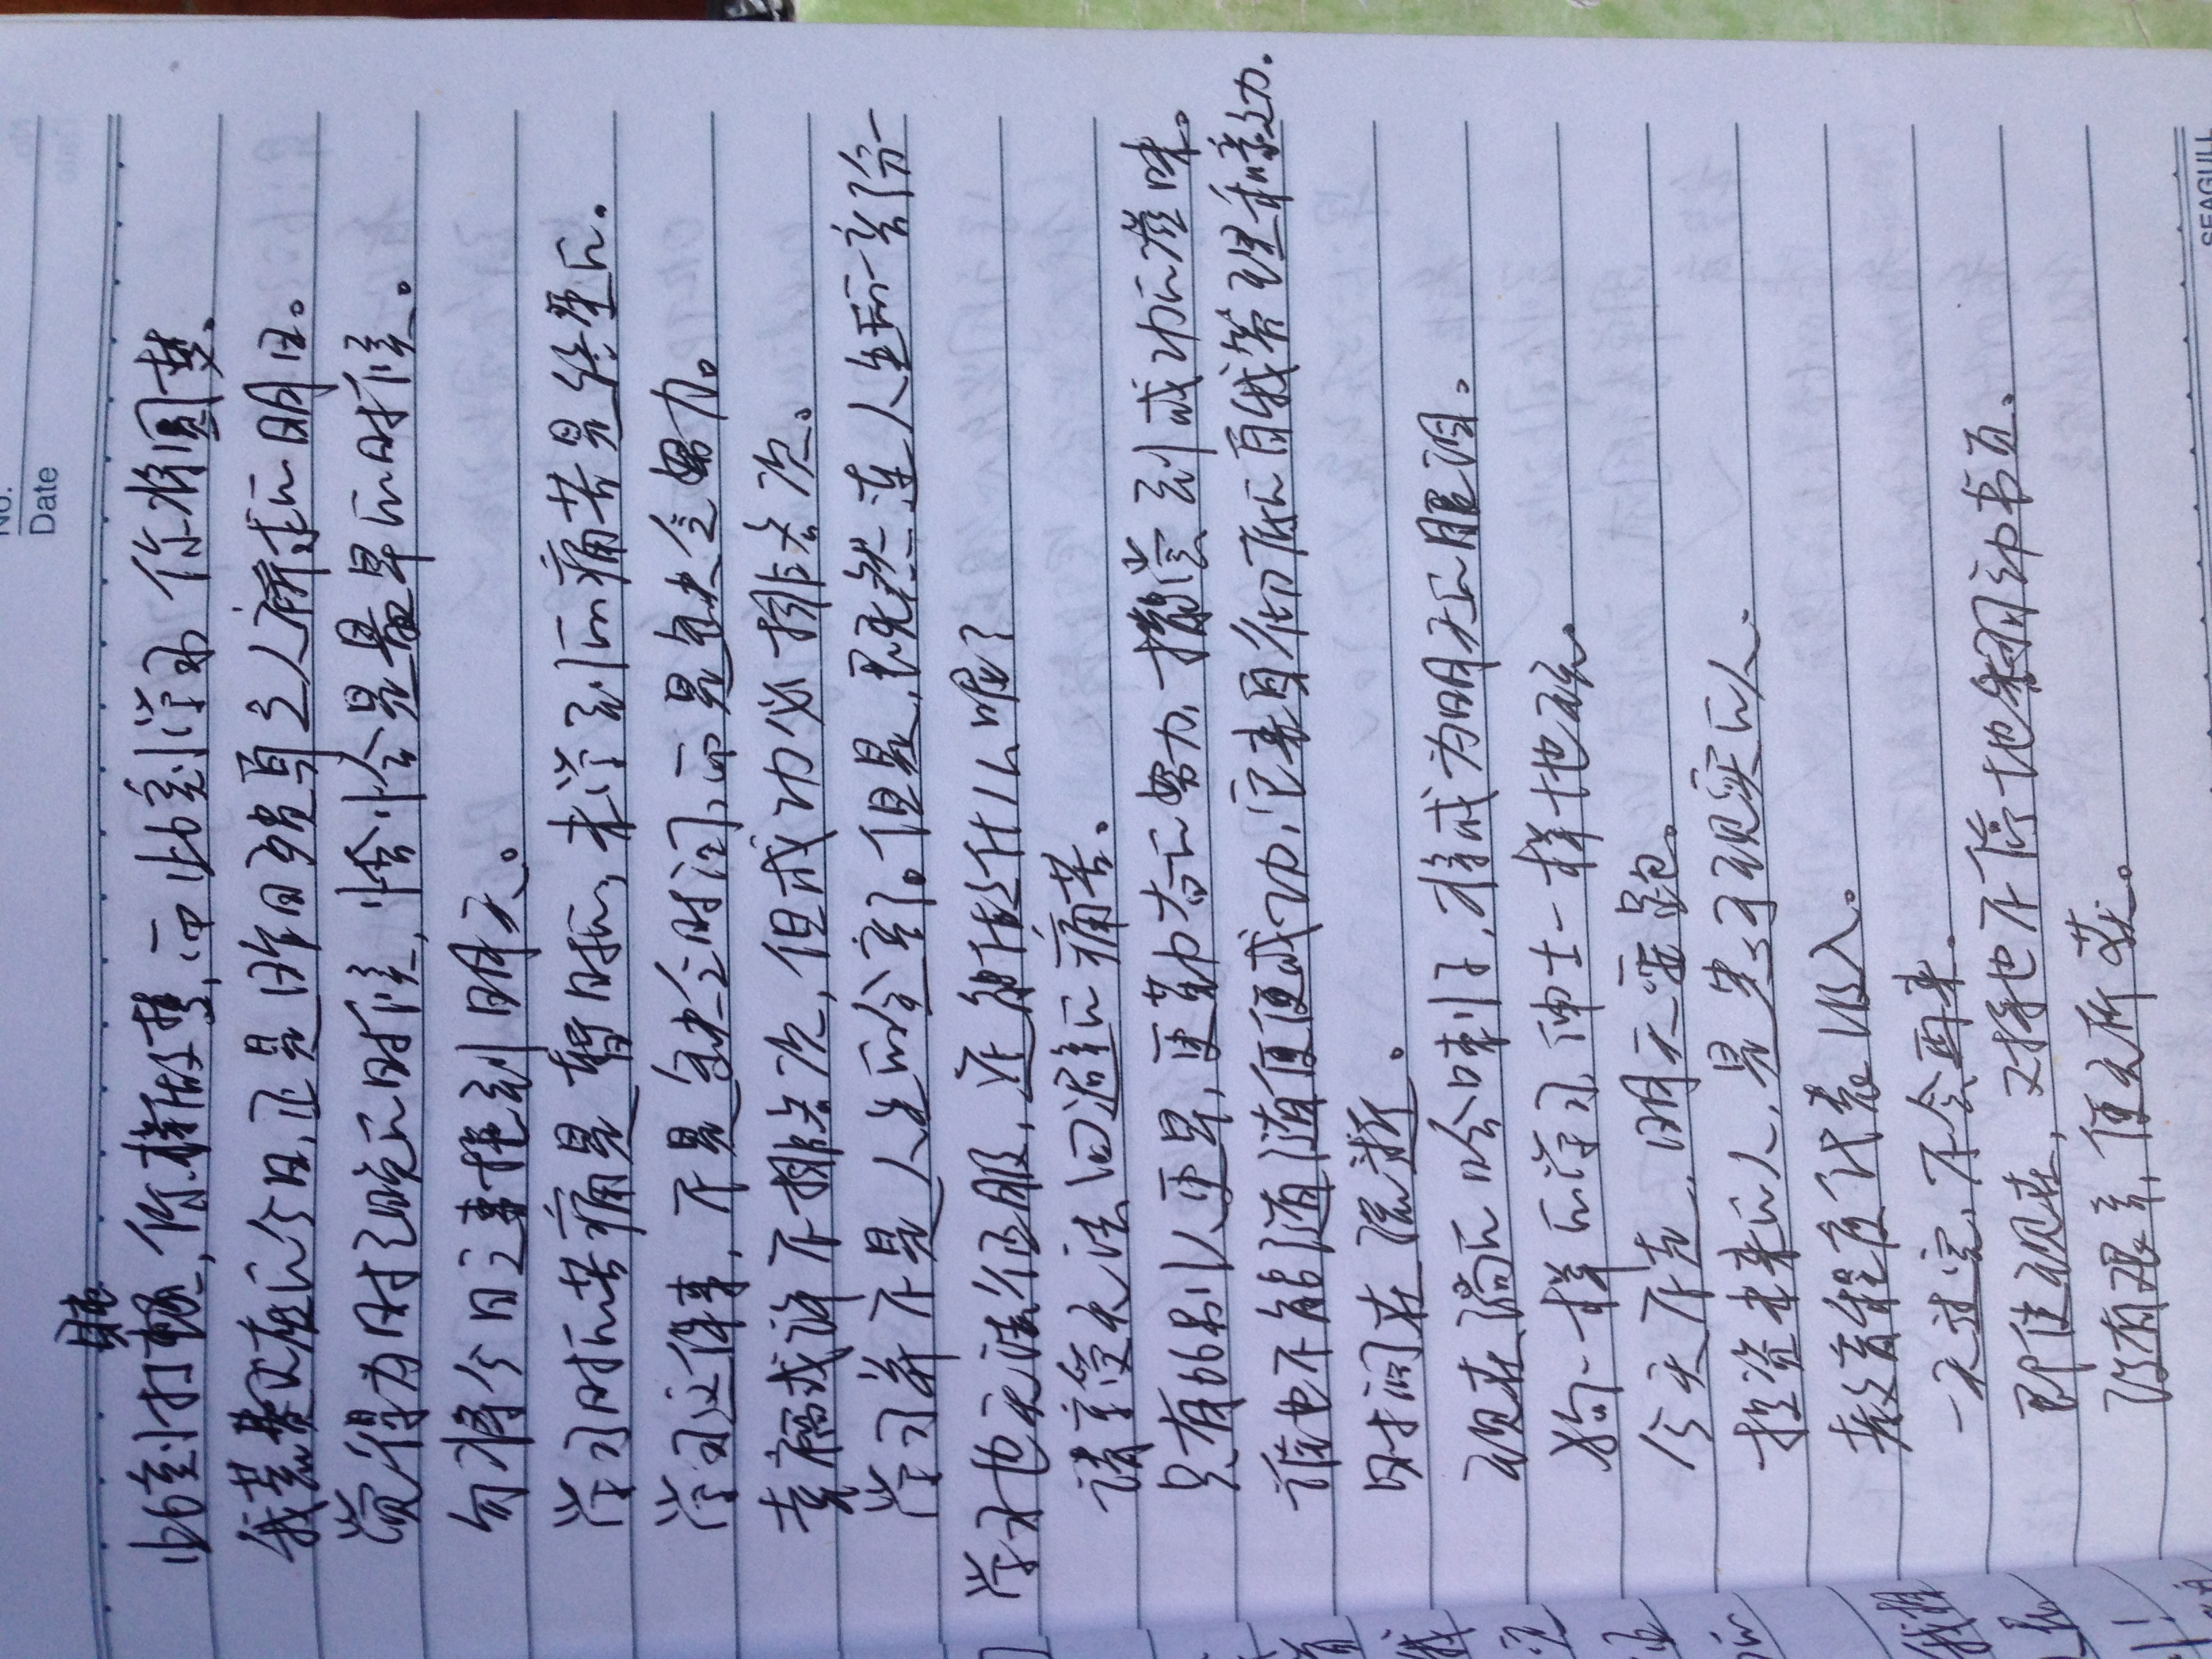 No.
Date
盹
此刻打盹,你将做梦,而此刻学习 你将圆梦。
我荒费的今日,正是昨日殒身之人祈求的明日。
觉得为时已晚的时候,恰恰是最早的时候。
勿将今日之事拖到明天。
学习时的苦痛是暂时的,未学到的痛苦是终生的。
学习这件事,不是缺乏时间,而是缺乏努力。
幸福或许不排名次,但成功必排名次。
学习并不是人生的全部。但是,既然连人生的一部份一
学习也无法征服,还能做什么呢?
请享受无法回避的痛苦。
只有比别人更早,更勤奋的努力,才能尝到成功的滋味。
谁也不能随随便便成功,它来自彻底的自我管理和毅力。
时间在流逝。
现在淌的哈喇子,将成为明天的眼泪。
狗一样的学习 绅士一样地玩。
今天不走,明天要跑。
投资未来的人,是忠于现实的人。
教育程度代表收入。
一天过完,不会再来。
即使现在,对手也不停地翻动书页。
没有艰辛,便无所获。
SEAGULL